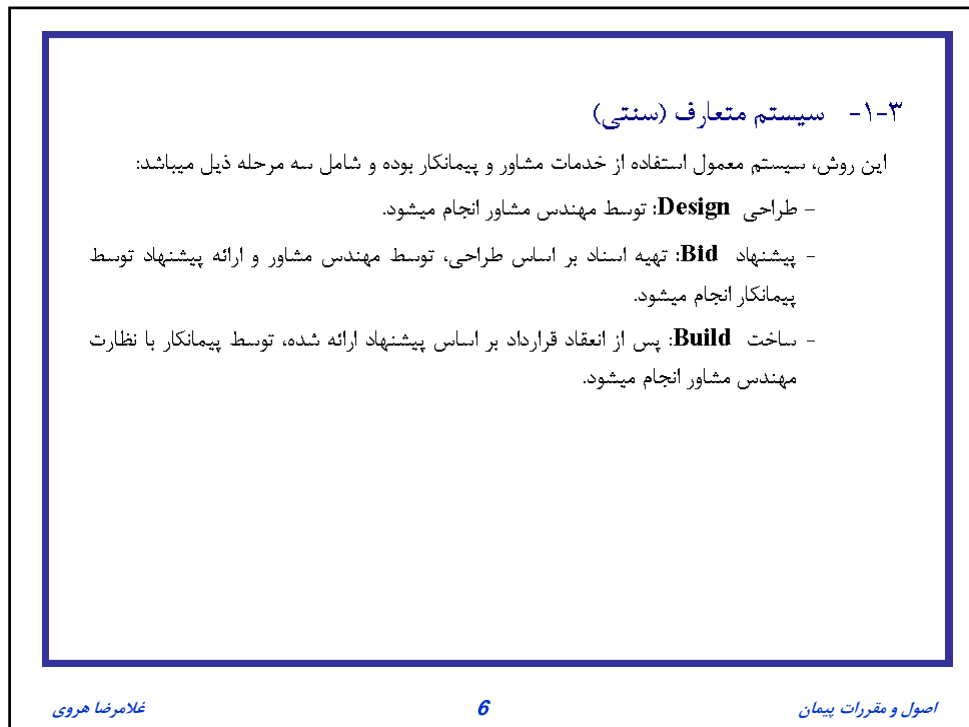 ۳-۱- سیستم متعارف (سنتی)
این روش، سیستم معمول استفاده از خدمات مشاور و پیمانکار بوده و شامل سه مرحله ذیل میباشد:
- طراحی Design: توسط مهندس مشاور انجام میشود.
- پیشنهاد Bid: تهیه اسناد بر اساس طراحی، توسط مهندس مشاور و ارائه پیشنهاد توسط
پیمانکار انجام میشود.
- ساخت Build: پس از انعقاد قرارداد بر اساس پیشنهاد ارائه شده، توسط پیمانکار با نظارت
مهندس مشاور انجام میشود.
اصول و مقررات پیمان
6
غلامرضا هروی